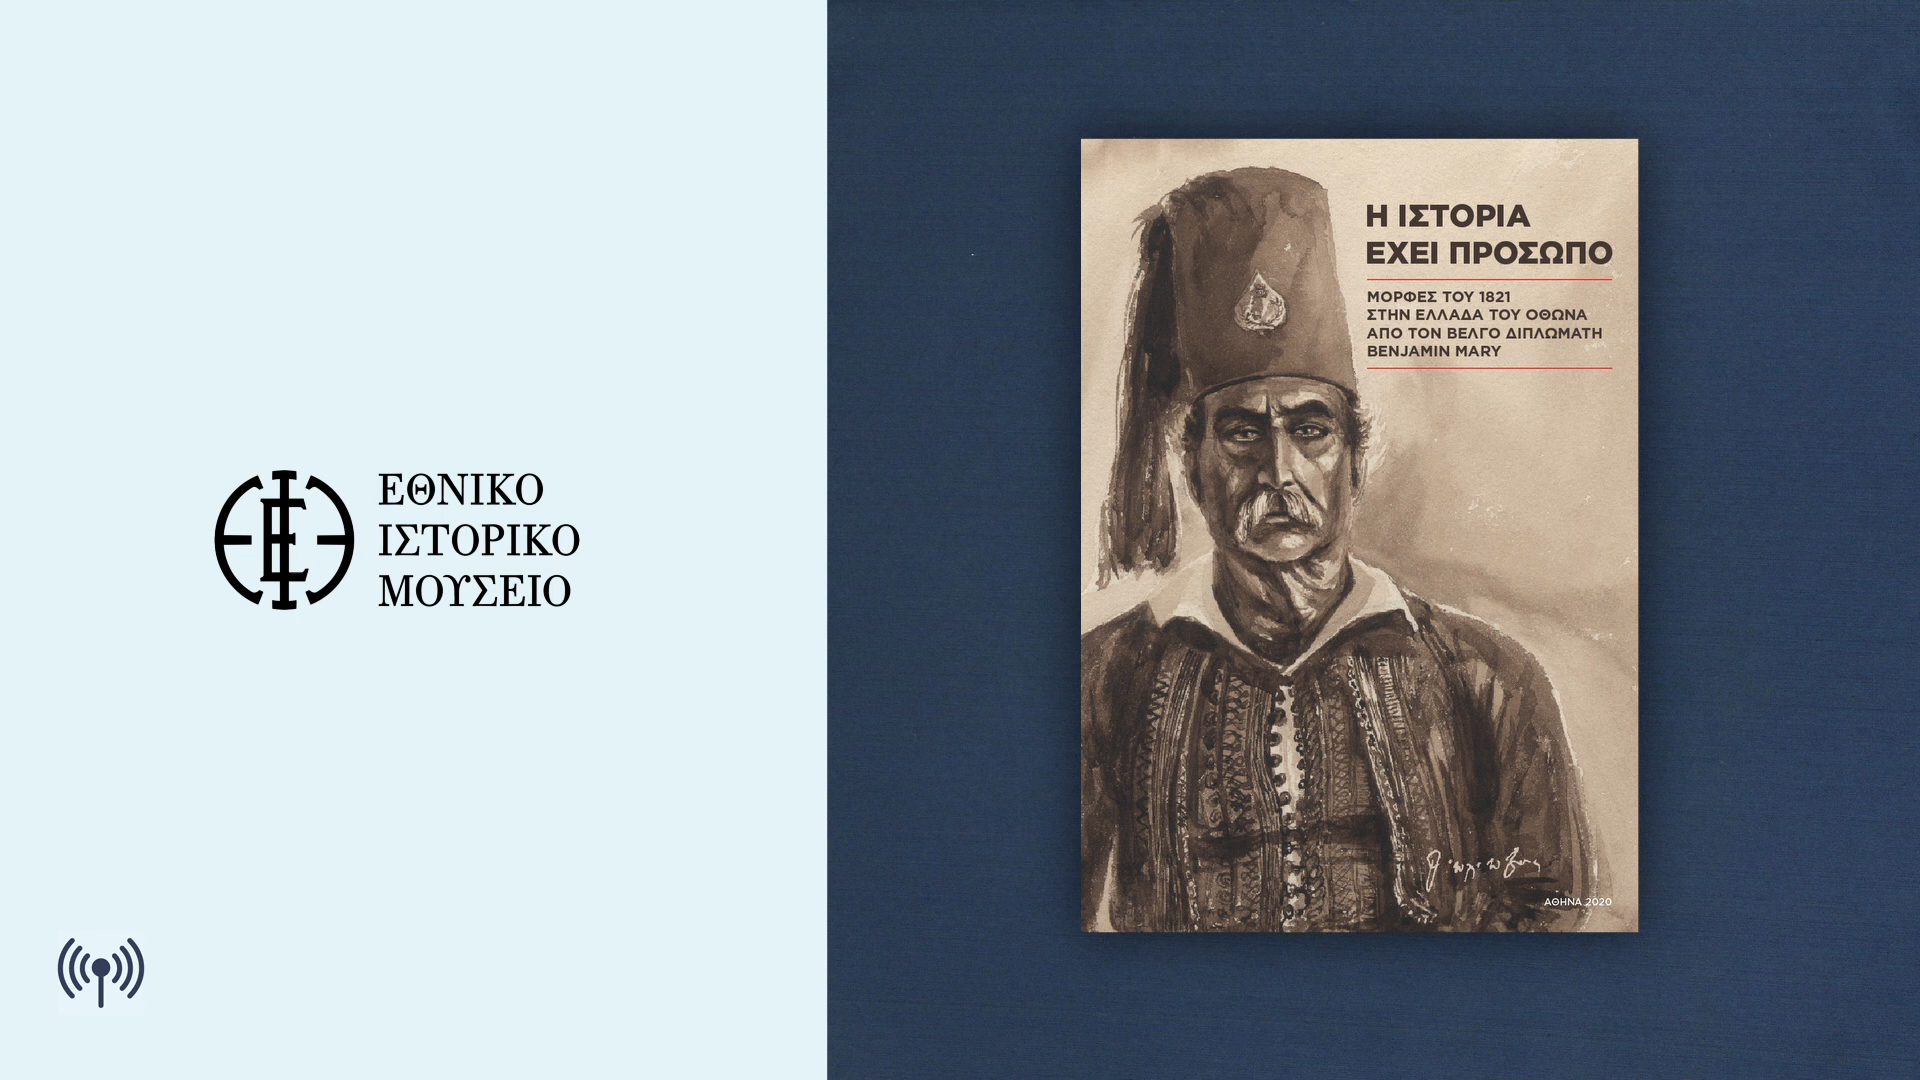 ΕΘΝΙΚΟ
ΙΣΤΟΡΙΚΟ
ΜΟΥΣΕΙΟ
Η ΙΣΤΟΡΙΑ
ΕΧΕΙ ΠΡΟΣΩΠΟ
ΜΟΡΦΕΣ ΤΟΥ 1821
ΣΤΗΝ ΕΛΛΑΔΑ ΤΟΥ ΟΘΩΝΑ
ΑΠΟ ΤΟΝ ΒΕΛΓΟ ΔΙΠΛΩΜΑΤΗ
BENJAMIN MARY
ΑΘΗΝΑ 2020